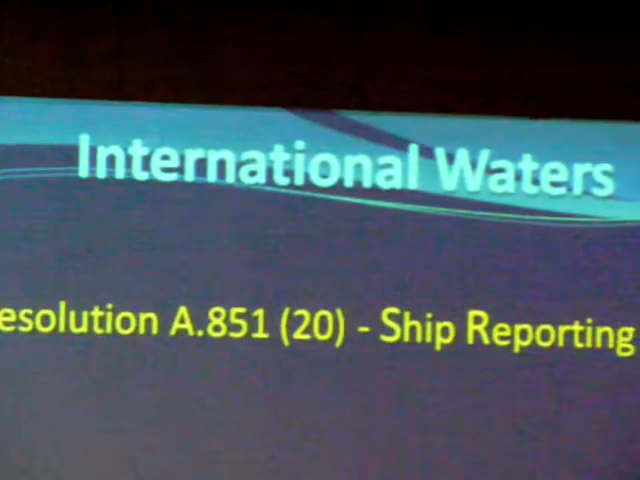 International Waters
esolution A.851 (20) - Ship Reporting